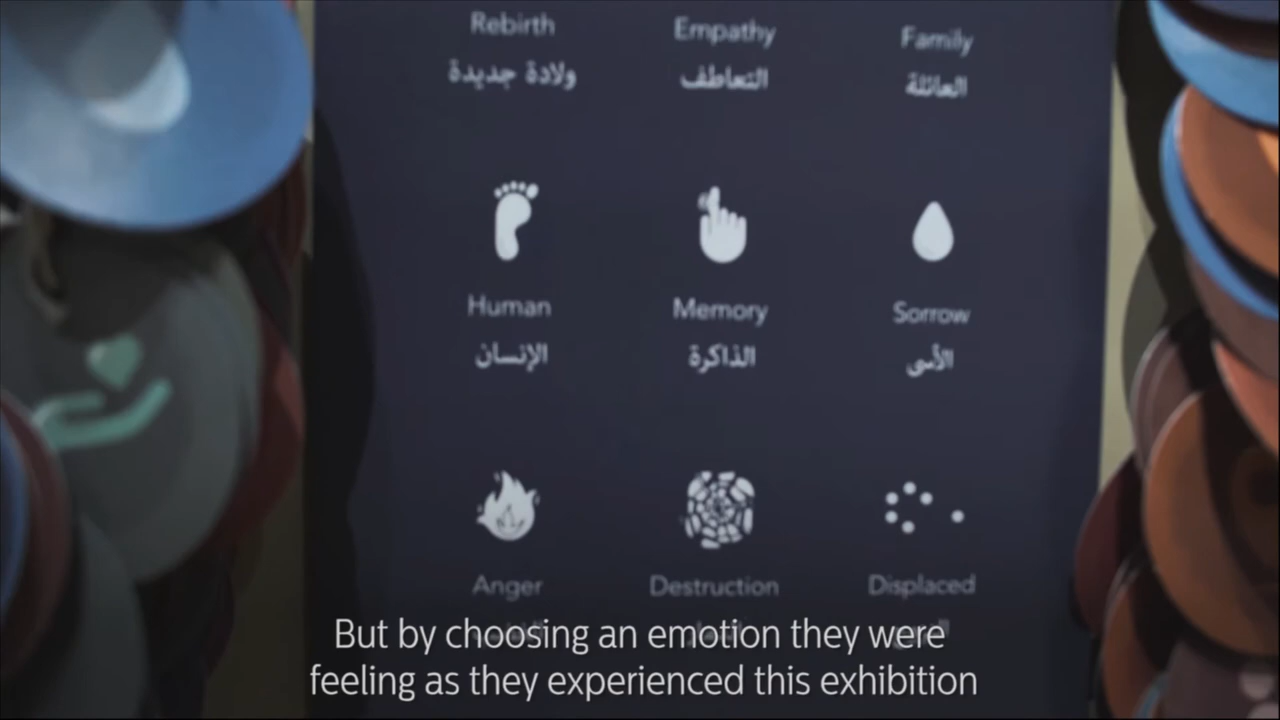 Rebirth Empathy Family
ولادة جديدة التعاطف العائلة
Human Memory Sorrow
الإنسان الذاكرة الأسى
Anger Destruction Displaced
But by choosing an emotion they were
feeling as they experienced this exhibition